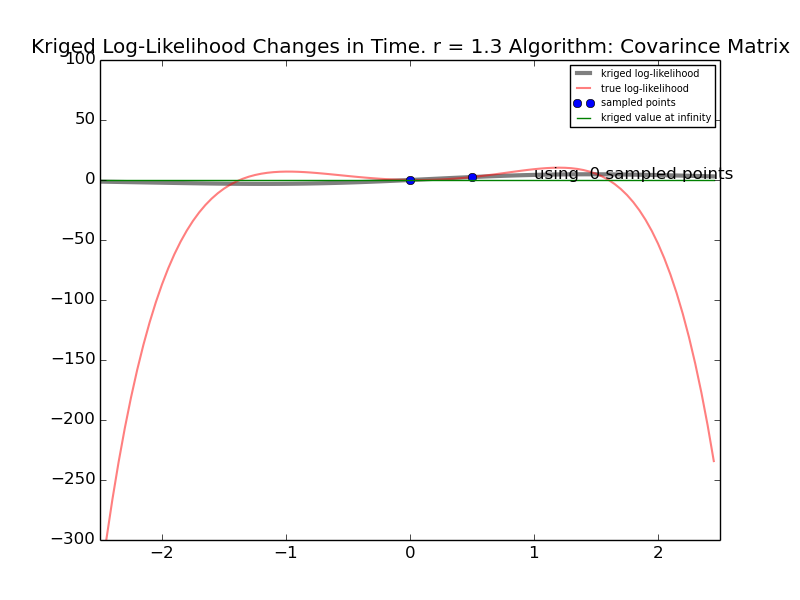 Kriged Log-Likelihood Changes in Time. r = 1.3 Algorithm: Covarince Matrix
100
50
0
−50
−100
−150
−200
−250
−300
−2
−1
0
1
2
kriged log-likelihood
true log-likelihood
sampled points
kriged value at infinity
using 0 sampled points